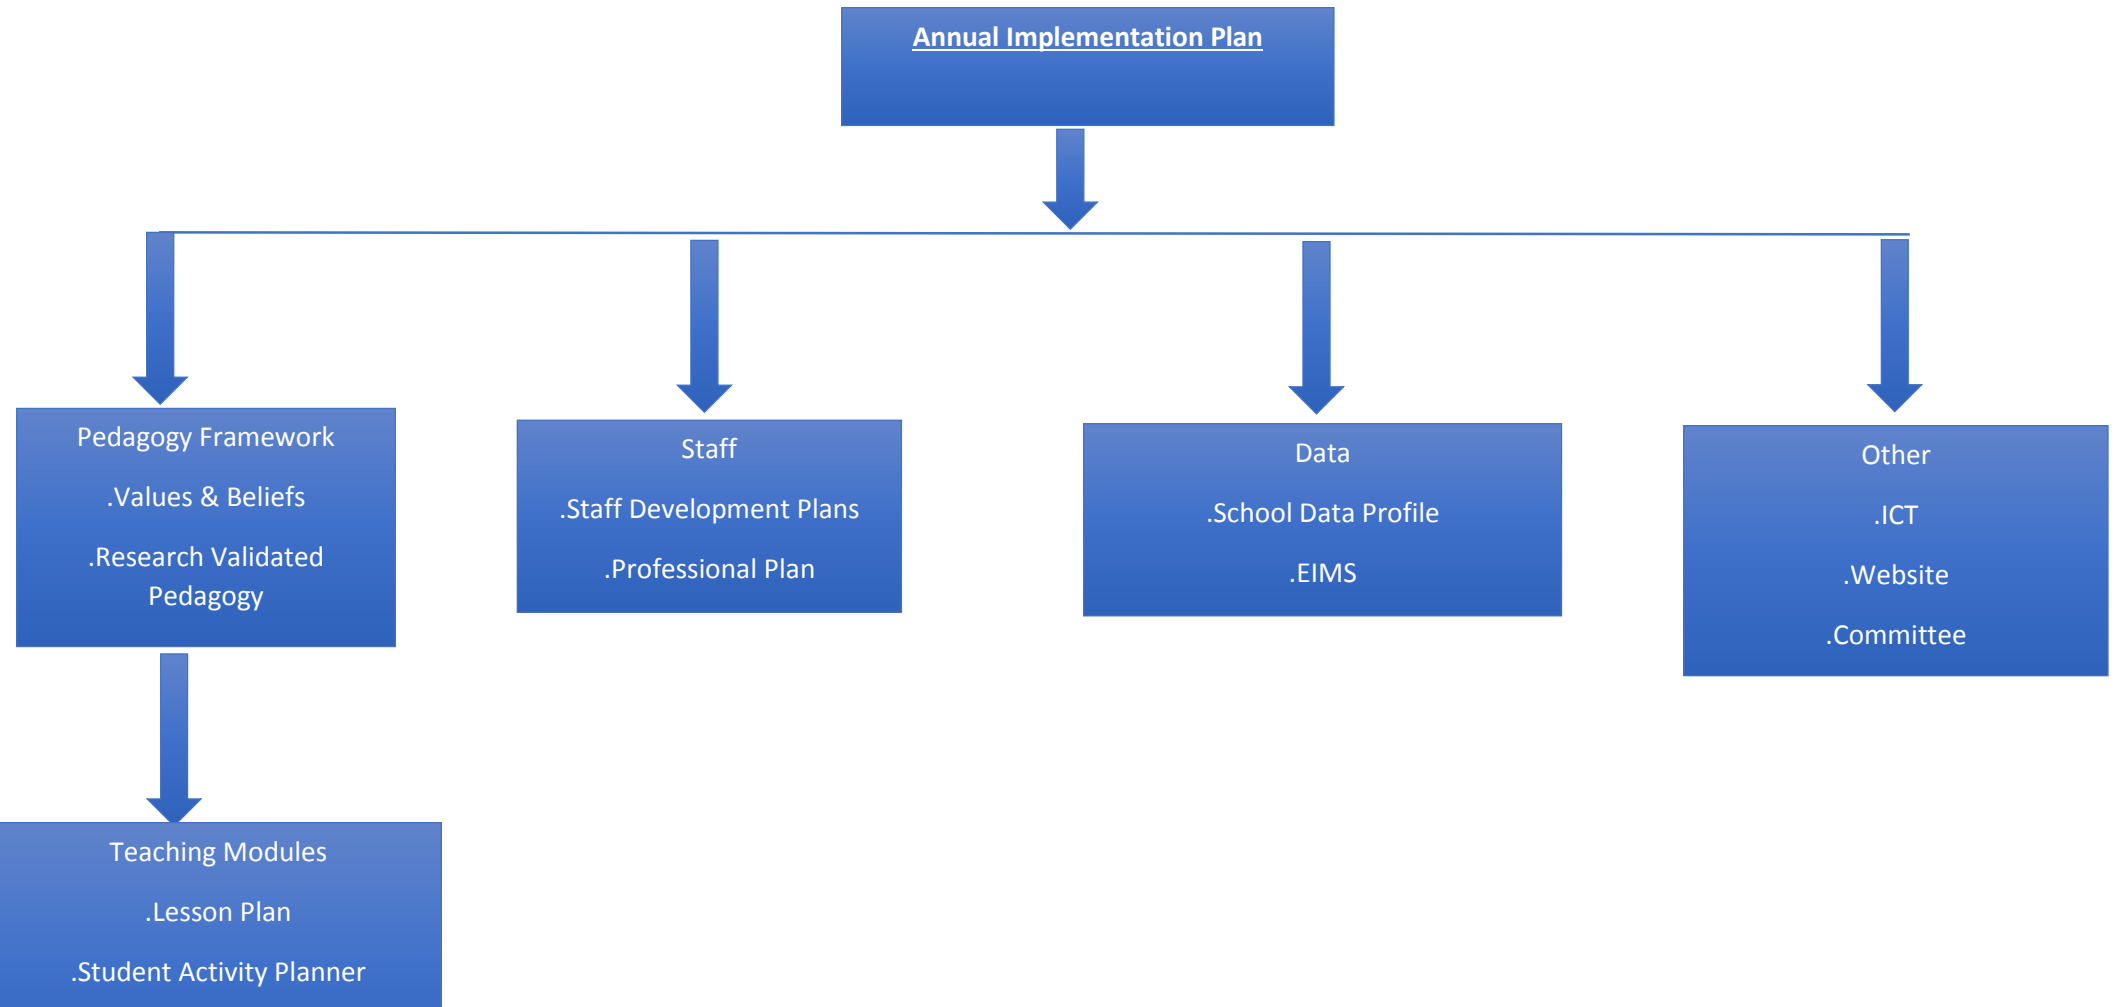 Annual Implementation Plan
Pedagogy Framework
.Values & Beliefs
.Research Validated
Pedagogy
Staff
.Staff Development Plans
.Professional Plan
Data
.School Data Profile
.EIMS
Other
.ICT
.Website
.Committee
Teaching Modules
.Lesson Plan
.Student Activity Planner